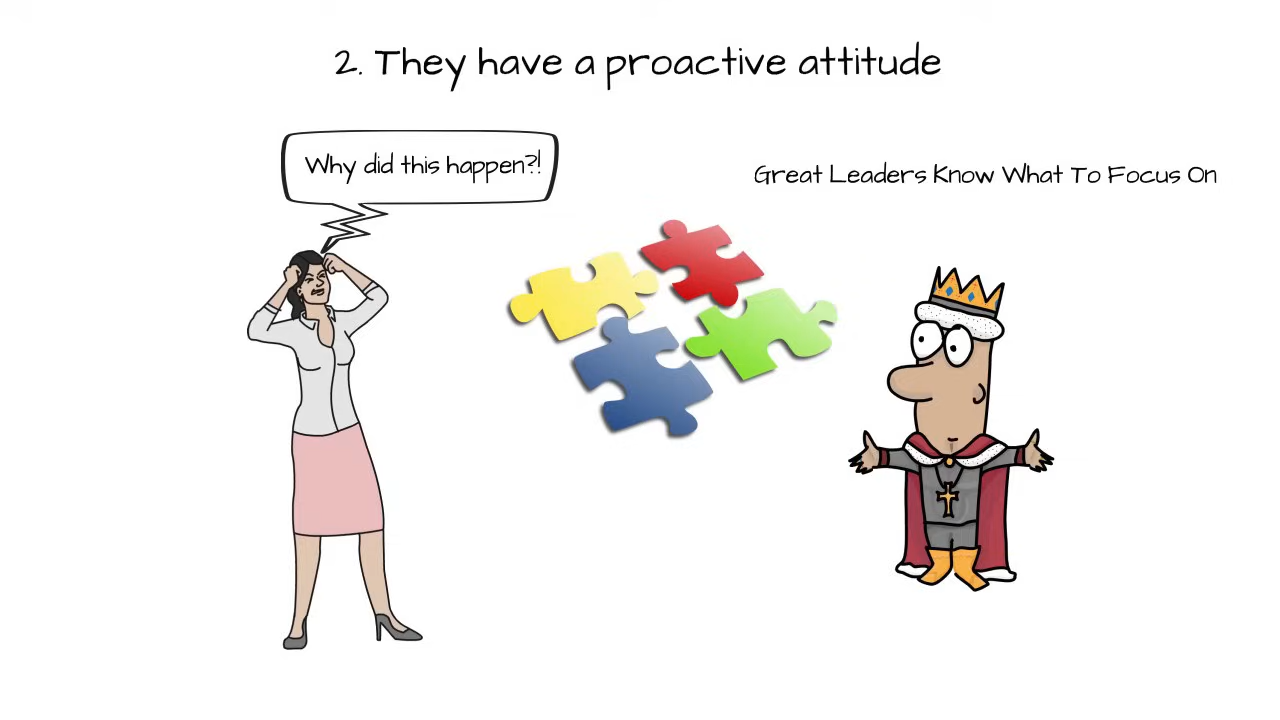 2. They have a proactive attitude
Why did this happen?!
Great Leaders Know What To Focus On